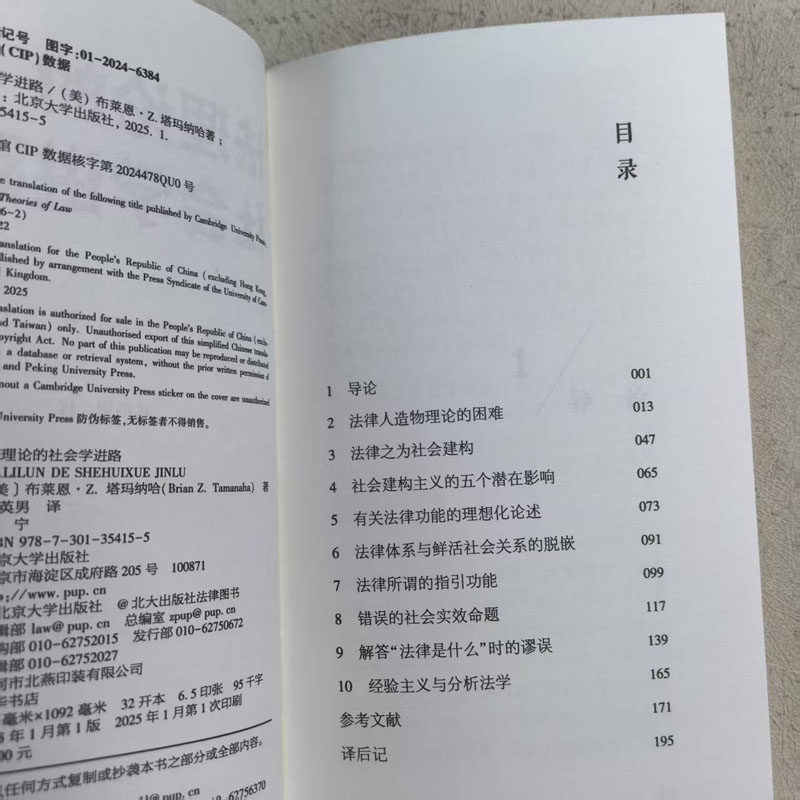 记号 图字:01-2024-6384
(CIP)数据
学进路/(美)布莱恩·Z.塔玛纳哈著;
:北京大学出版社,2025.1.
5415-5
馆CIP数据核字第2024478QU0号
e translation of the following title published by Cambridge University Press
Theories of Law
6-2)
22
anslation for the People's Republic of China (excluding Hong Kong,
lished by arrangement with the Press Syndicate of the University of Cam-
Kingdom.
2025
nslation is authorized for sale in the People's Republic of China (exclu-
nd Taiwan) only. Unauthorised export of this simplified Chinese transla-
pyright Act. No part of this publication may be reproduced or distributed
a database or retrieval system, without the prior written permission of
and Peking University Press.
hout a Cambridge University Press sticker on the cover are unauthorized
University Press 防伪标签,无标签者不得销售。
理论的社会学进路
LILUN DE SHEHUIXUE JINLU
美]布莱恩·Z. 塔玛纳哈(Brian Z. Tamanaha) 著
英男 译
宁
BN 978-7-301-35415-5
京大学出版社
京市海淀区成府路205号 100871
://www.pup.cn
北京大学出版社 @北大出版社法律图书
辑部 law@pup.cn 总编室 zpup@pup.cn
购部 010-62752015 发行部 010-62750672
辑部 010-62752027
河市北燕印装有限公司
华书店
毫米×1092毫米 32开本 6.5印张 95千字
5年1月第1版 2025年1月第1次印刷
00元
任何方式复制或抄袭本书之部分或全部内容。
@pup.cn
62756370
目录
1 导论 001
2 法律人造物理论的困难 013
3 法律之为社会建构 047
4 社会建构主义的五个潜在影响 065
5 有关法律功能的理想化论述 073
6 法律体系与鲜活社会关系的脱嵌 091
7 法律所谓的指引功能 099
8 错误的社会实效命题 117
9 解答“法律是什么”时的谬误 139
10 经验主义与分析法学 165
参考文献 171
译后记 195